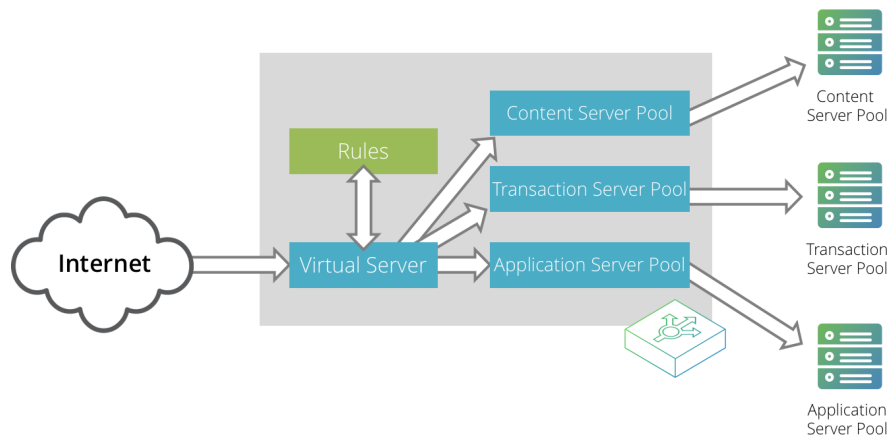 Content
Server Pool
Content Server Pool
Rules
Transaction Server Pool
Transaction
Server Pool
Internet
Virtual Server
Application Server Pool
Application
Server Pool